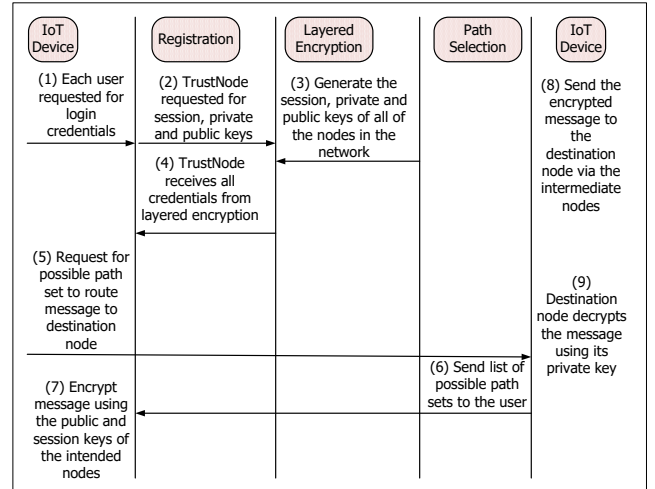 IoT
Device
Registration
Layered
Encryption
Path
Selection
IoT
Device
(1) Each user
requested for
login
credentials
(2) TrustNode
requested for
session, private
and public keys
(3) Generate the
session, private and
public keys of all of
the nodes in the
network
(8) Send the
encrypted
message to
the
destination
node via the
intermediate
nodes
(4) TrustNode
receives all
credentials from
layered encryption
(5) Request for
possible path
set to route
message to
destination
node
(9)
Destination
node decrypts
the message
using its
private key
(6) Send list of
possible path
sets to the user
(7) Encrypt
message using
the public and
session keys of
the intended
nodes